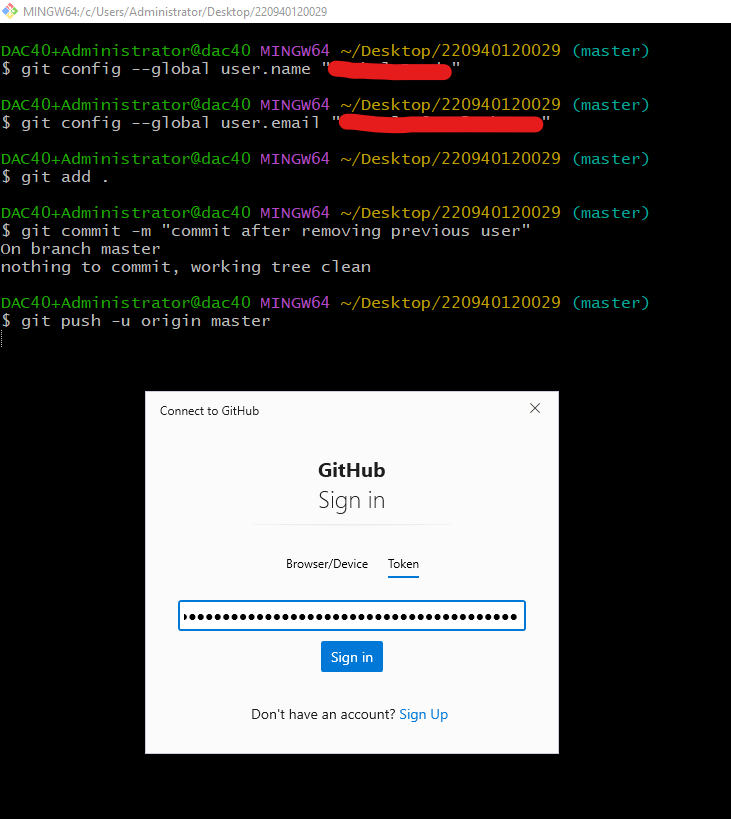 MINGW64:/c/Users/Administrator/Desktop/220940120029
DAC40+Administrator@dac40 MINGW64 ~/Desktop/220940120029 (master)
$ git config --global user.name "
"
DAC40+Administrator@dac40 MINGW64 ~/Desktop/220940120029 (master)
$ git config --global user.email "
"
DAC40+Administrator@dac40 MINGW64 ~/Desktop/220940120029 (master)
$ git add .
DAC40+Administrator@dac40 MINGW64 ~/Desktop/220940120029 (master)
$ git commit -m "commit after removing previous user"
On branch master
nothing to commit, working tree clean
DAC40+Administrator@dac40 MINGW64 ~/Desktop/220940120029 (master)
$ git push -u origin master
Connect to GitHub
GitHub
Sign in
Browser/Device Token
Sign in
Don't have an account? Sign Up